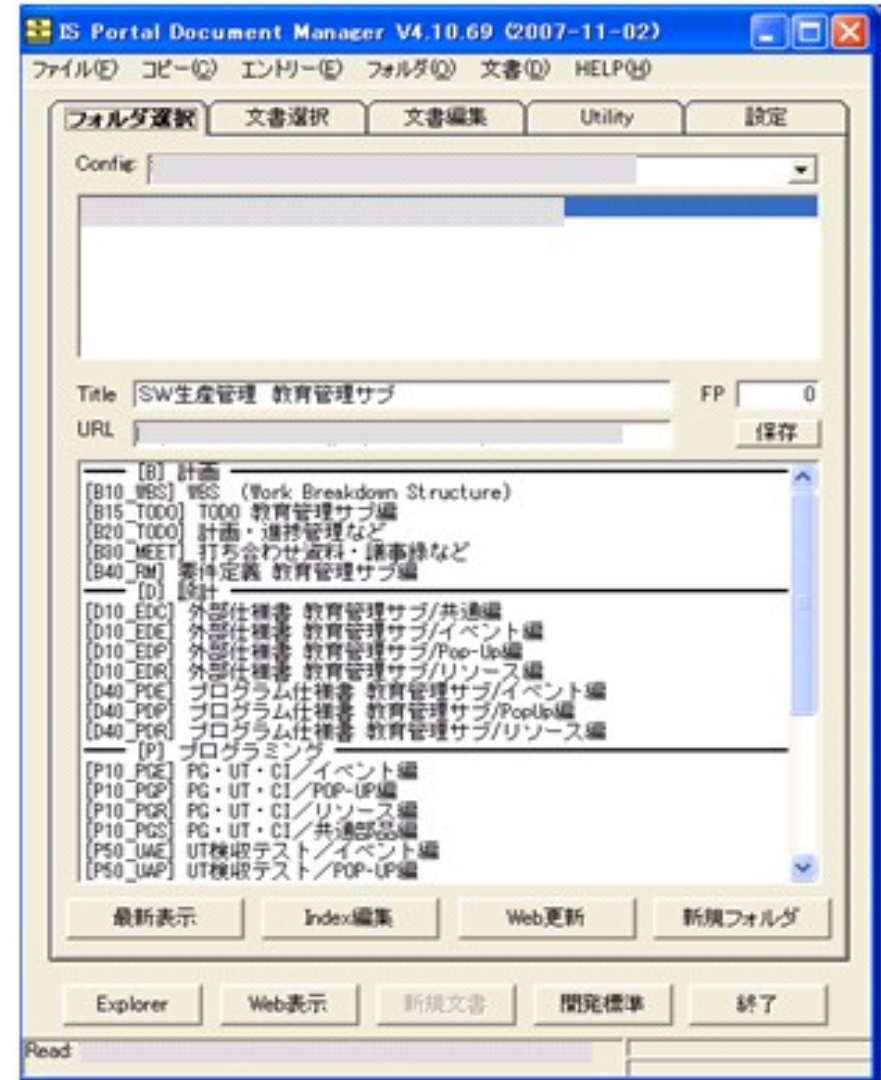 IS Portal Document Manager V4.10.69 (2007-11-02)
ファイル(F) コピー(C) エントリー(E) フォルダ(Q) 文書(D) HELP(H)
フォルダ選択 文書選択 文書編集 Utility 設定
Config:
Title SW生産管理 教育管理サブ FP 0
URL 保存
[B] 計画
[B10_WBS] WBS (Work Breakdown Structure)
[B15_TODO] TODO 教育管理サブ編
[B20_TODO] 計画・進捗管理など
[B30_MEET] 打ち合わせ資料・議事録など
[B40_RM] 要件定義 教育管理サブ編
[D] 設計
[D10_EDC] 外部仕様書 教育管理サブ/共通編
[D10_EDE] 外部仕様書 教育管理サブ/イベント編
[D10_EDP] 外部仕様書 教育管理サブ/Pop-Up編
[D10_EDR] 外部仕様書 教育管理サブ/リソース編
[D40_PDE] プログラム仕様書 教育管理サブ/イベント編
[D40_PDP] プログラム仕様書 教育管理サブ/PopUp編
[D40_PDR] プログラム仕様書 教育管理サブ/リソース編
[P] プログラミング
[P10_PGE] PG・UT・CI／イベント編
[P10_PGP] PG・UT・CI／POP-UP編
[P10_PGR] PG・UT・CI／リソース編
[P10_PGS] PG・UT・CI／共通部品編
[P50_UAE] UT検収テスト／イベント編
[P50_UAP] UT検収テスト／POP-UP編
最新表示 Index編集 Web更新 新規フォルダ
Explorer Web表示 新規文書 開発標準 終了
Read: